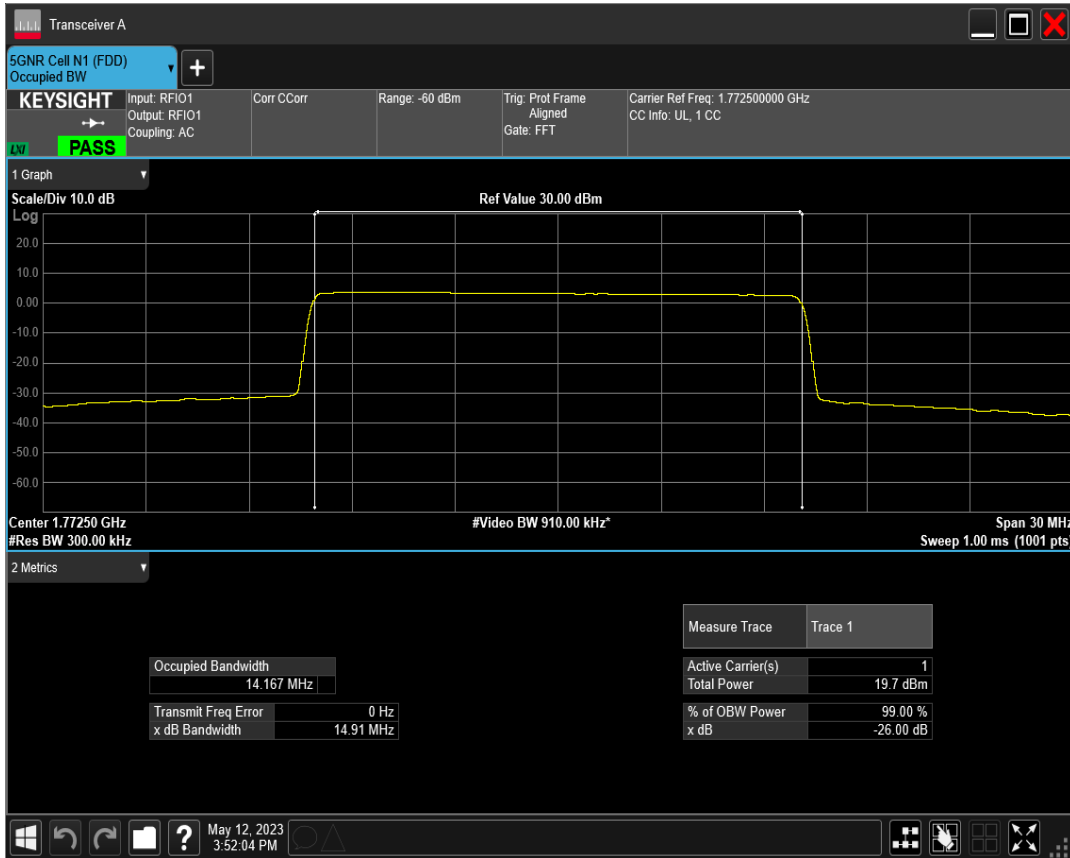 Transceiver A
5GNR Cell N1 (FDD)
Occupied BW
+
KEYSIGHT
LXI
PASS
Input: RFIO1
Output: RFIO1
Coupling: AC
Corr CCorr
Range: -60 dBm
Trig: Prot Frame
Aligned
Gate: FFT
Carrier Ref Freq: 1.772500000 GHz
CC Info: UL, 1 CC
1 Graph
Scale/Div 10.0 dB
Ref Value 30.00 dBm
Log
20.0
10.0
0.00
-10.0
-20.0
-30.0
-40.0
-50.0
-60.0
Center 1.77250 GHz
#Video BW 910.00 kHz*
Span 30 MHz
#Res BW 300.00 kHz
Sweep 1.00 ms (1001 pts)
2 Metrics
Measure Trace Trace 1
Occupied Bandwidth
14.167 MHz
Active Carrier(s) 1
Total Power 19.7 dBm
Transmit Freq Error 0 Hz
x dB Bandwidth 14.91 MHz
% of OBW Power 99.00 %
x dB -26.00 dB
?
May 12, 2023
3:52:04 PM